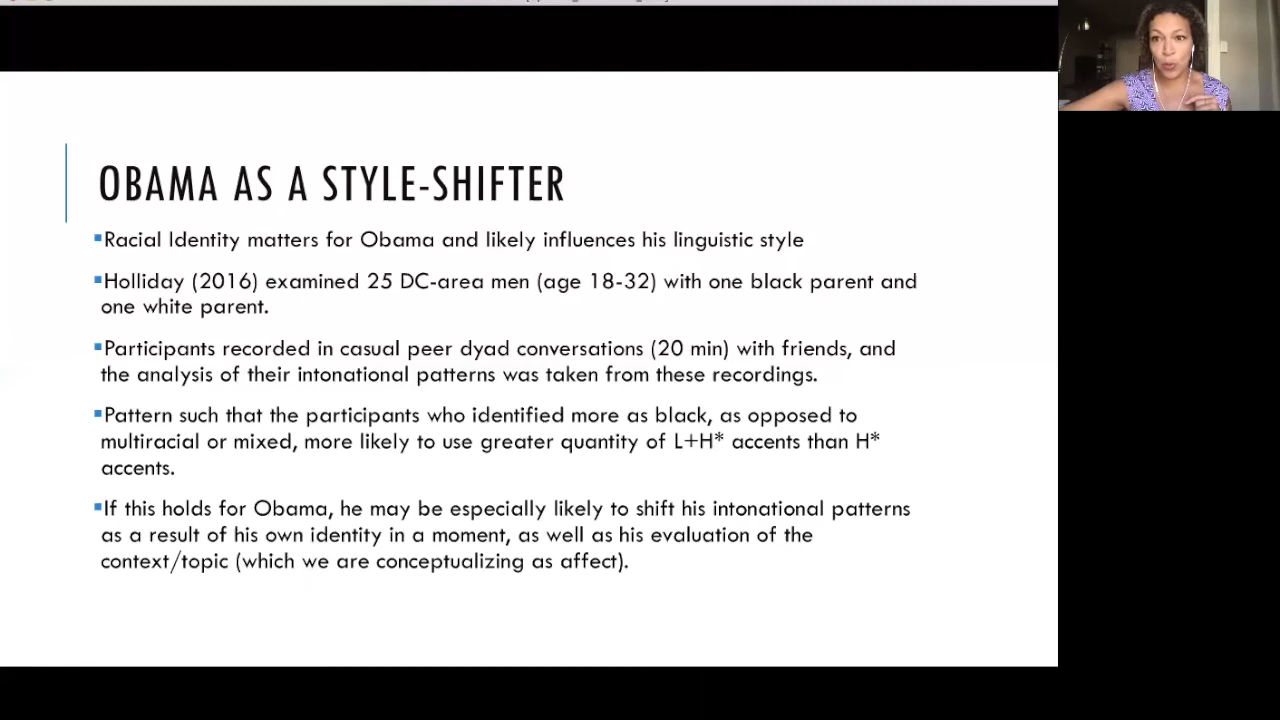 OBAMA AS A STYLE-SHIFTER
▪Racial Identity matters for Obama and likely influences his linguistic style
▪Holliday (2016) examined 25 DC-area men (age 18-32) with one black parent and
one white parent.
▪Participants recorded in casual peer dyad conversations (20 min) with friends, and
the analysis of their intonational patterns was taken from these recordings.
▪Pattern such that the participants who identified more as black, as opposed to
multiracial or mixed, more likely to use greater quantity of L+H* accents than H*
accents.
▪If this holds for Obama, he may be especially likely to shift his intonational patterns
as a result of his own identity in a moment, as well as his evaluation of the
context/topic (which we are conceptualizing as affect).